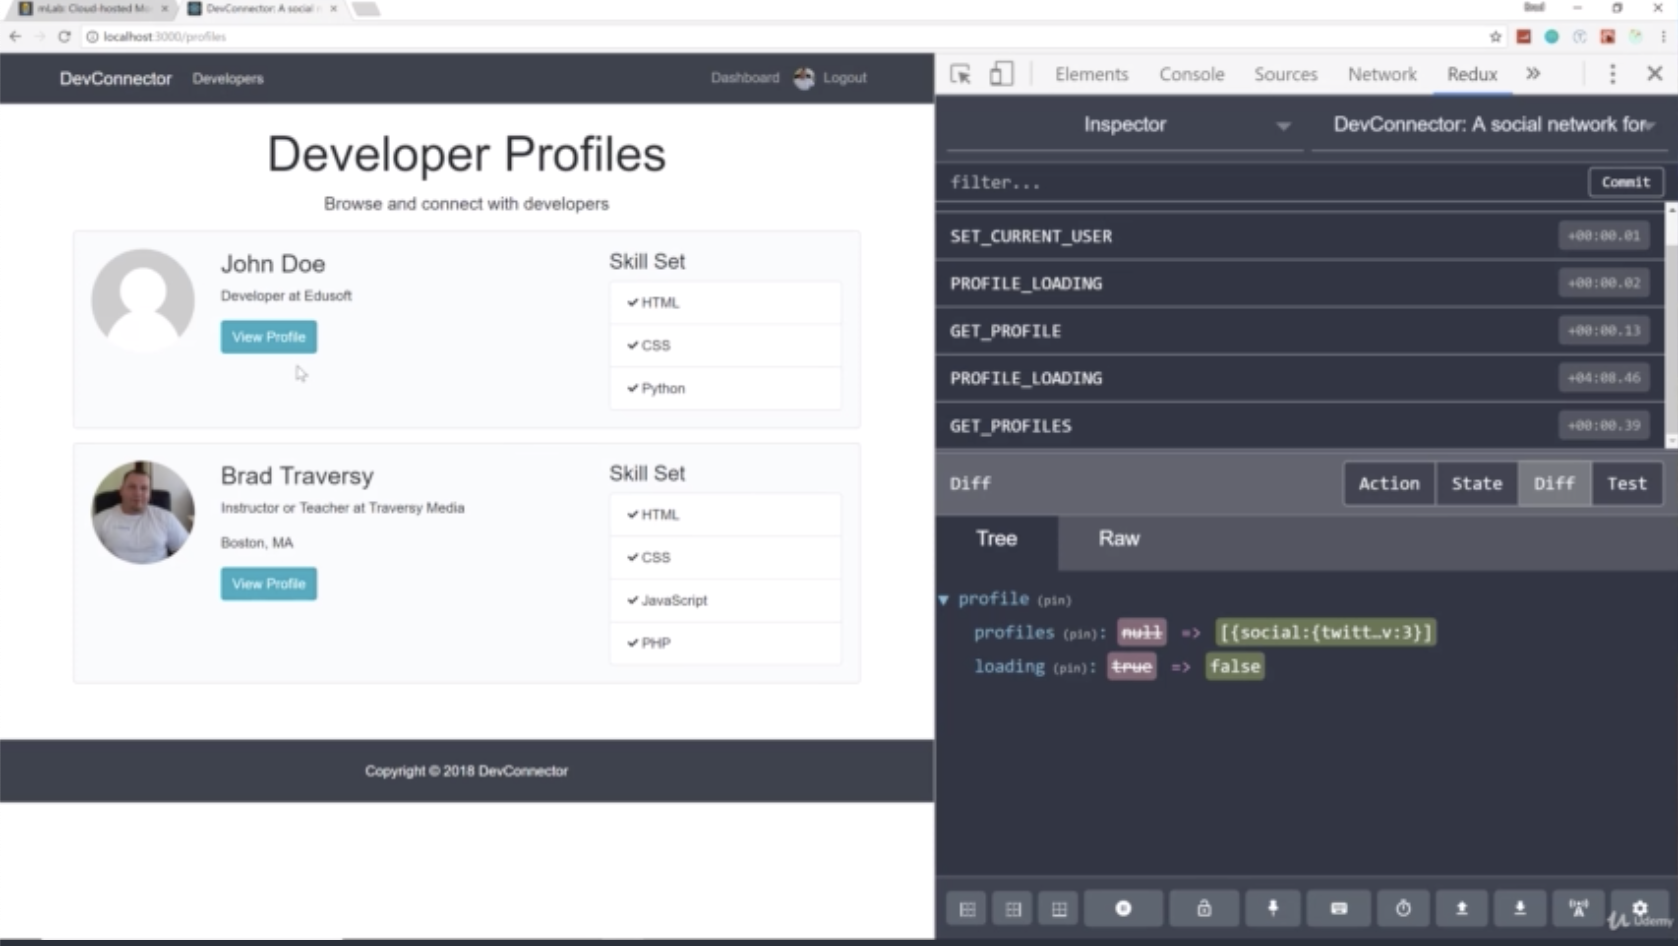 mLab: Cloud-hosted Mo
DevConnector: A social n
localhost:3000/profiles
DevConnector
Developers
Dashboard
Logout
Developer Profiles
Browse and connect with developers
John Doe
Developer at Edusoft
View Profile
Skill Set
HTML
CSS
Python
Brad Traversy
Instructor or Teacher at Traversy Media
Boston, MA
View Profile
Skill Set
HTML
CSS
JavaScript
PHP
Copyright © 2018 DevConnector
Elements Console Sources Network Redux »
Inspector
DevConnector: A social network for
filter...
Commit
SET_CURRENT_USER +00:00.01
PROFILE_LOADING +00:00.02
GET_PROFILE +00:00.13
PROFILE_LOADING +04:08.46
GET_PROFILES +00:00.39
Diff
Action State Diff Test
Tree Raw
profile (pin)
profiles (pin): null => [{social:{twitt…v:3}]
loading (pin): true => false
Udemy